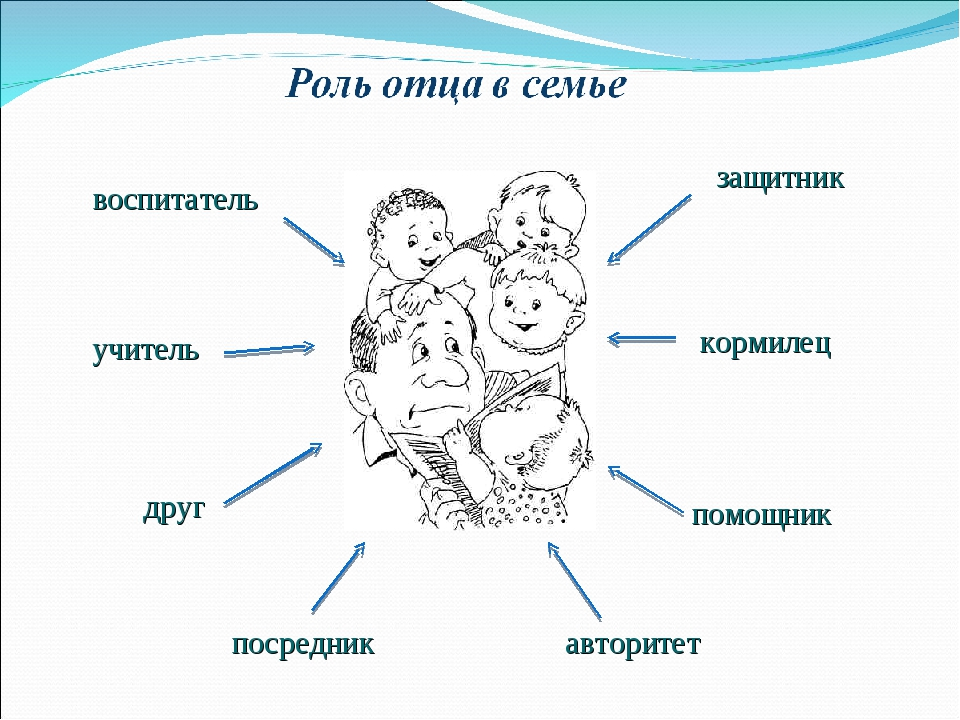 Роль отца в семье
защитник
воспитатель
учитель
кормилец
друг
помощник
посредник
авторитет